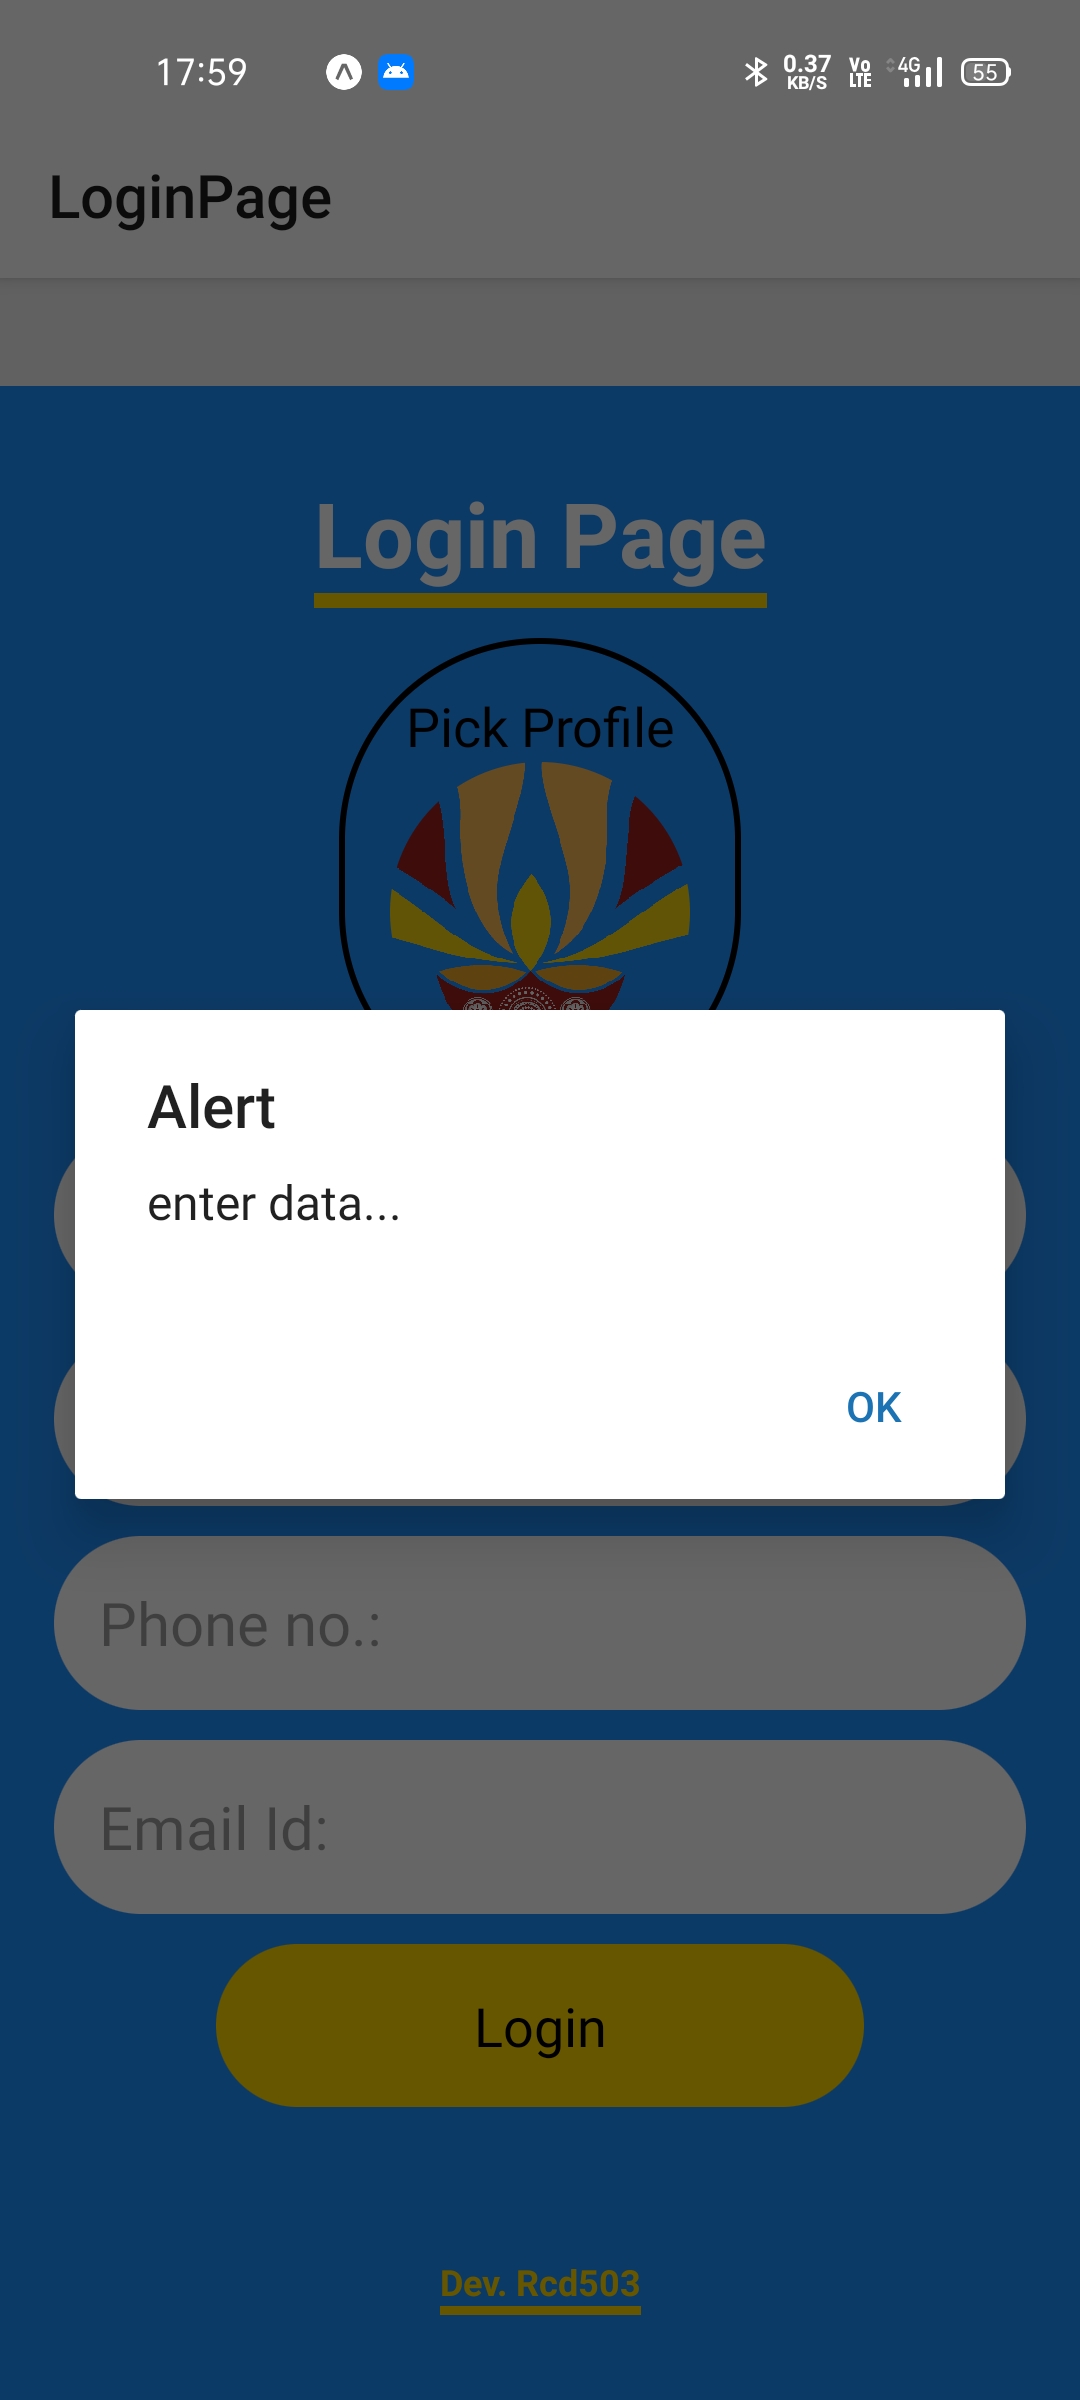 17:59
0.37
KB/S
Vo
LTE
4G
55
LoginPage
Login Page
Pick Profile
Alert
enter data...
OK
Phone no.:
Email Id:
Login
Dev. Rcd503